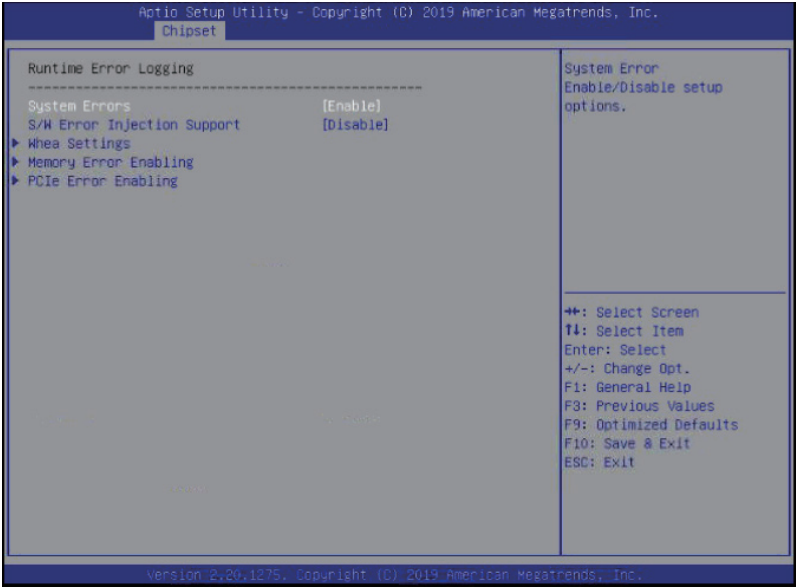 Aptio Setup Utility - Copyright (C) 2019 American Megatrends, Inc.
Chipset
Runtime Error Logging
------------------------------------------------
System Errors [Enable]
S/W Error Injection Support [Disable]
Whea Settings
Memory Error Enabling
PCIe Error Enabling
System Error
Enable/Disable setup
options.
→←: Select Screen
↑↓: Select Item
Enter: Select
+/-: Change Opt.
F1: General Help
F3: Previous Values
F9: Optimized Defaults
F10: Save & Exit
ESC: Exit
Version 2.20.1275. Copyright (C) 2019 American Megatrends, Inc.